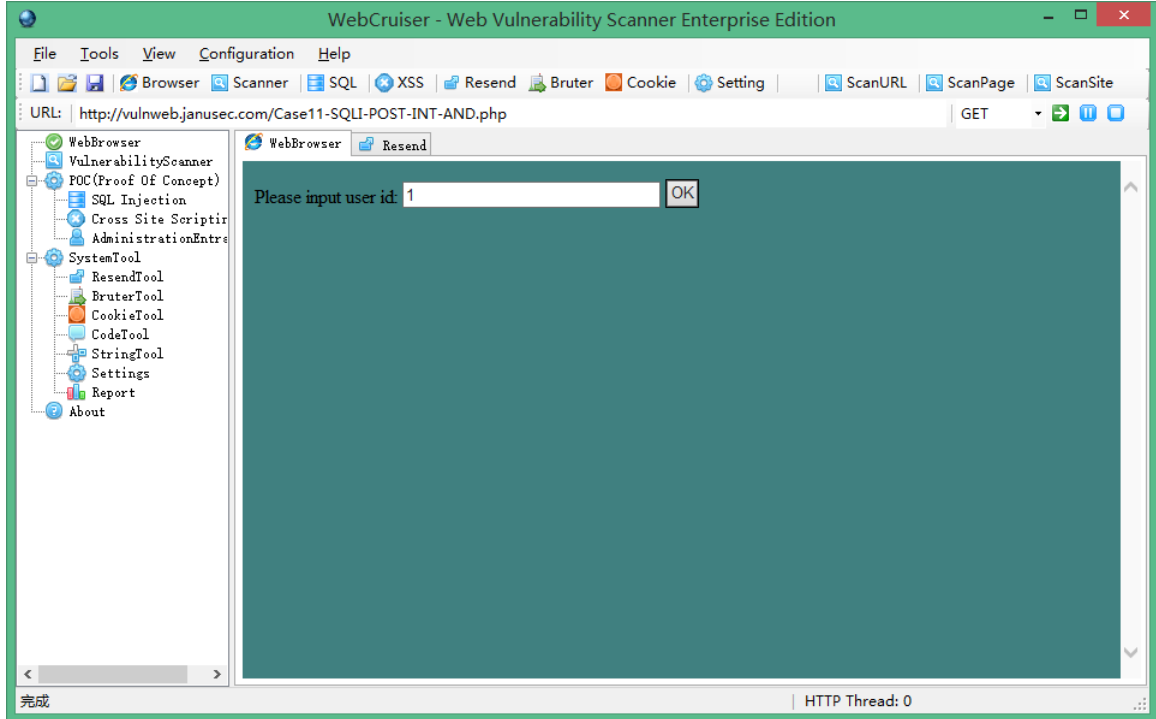 WebCruiser - Web Vulnerability Scanner Enterprise Edition
File Tools View Configuration Help
Browser Scanner SQL XSS Resend Bruter Cookie Setting ScanURL ScanPage ScanSite
URL: http://vulnweb.janusec.com/Case11-SQLI-POST-INT-AND.php GET
WebBrowser
VulnerabilityScanner
POC(Proof Of Concept)
SQL Injection
Cross Site Scriptir
AdministrationEntra
SystemTool
ResendTool
BruterTool
CookieTool
CodeTool
StringTool
Settings
Report
About
WebBrowser Resend
Please input user id: 1 OK
完成 HTTP Thread: 0